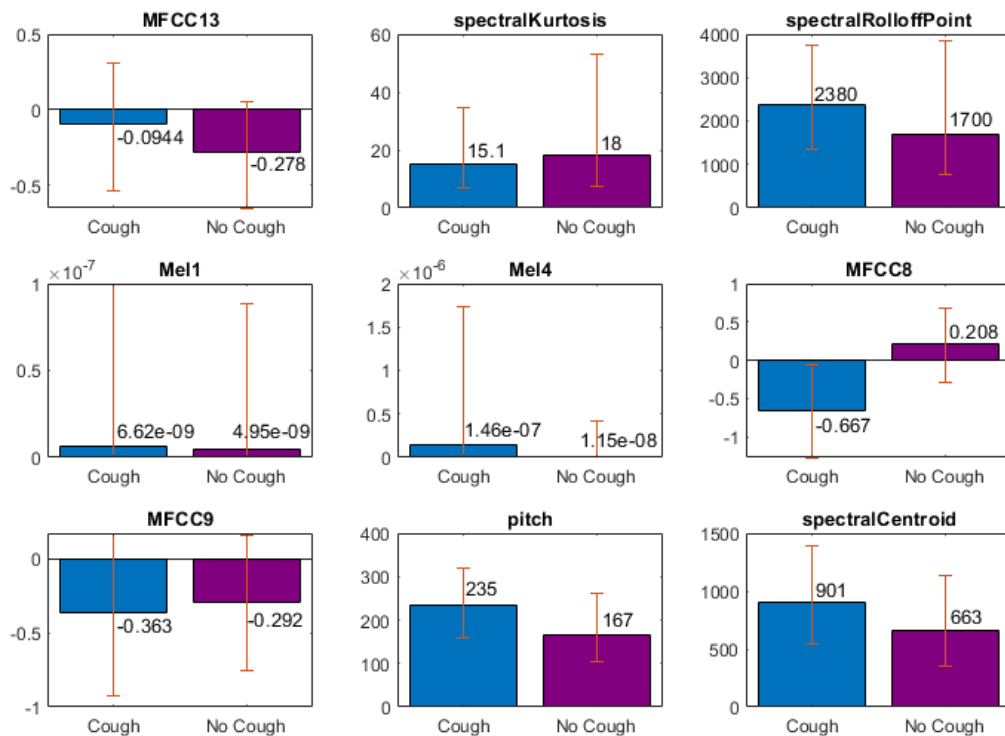 MFCC13
0.5
0
-0.5
-0.0944
-0.278
Cough
No Cough
spectralKurtosis
60
40
20
0
15.1
18
Cough
No Cough
spectralRolloffPoint
4000
3000
2000
1000
0
2380
1700
Cough
No Cough
×10-7
Mel1
1
0.5
0
6.62e-09
4.95e-09
Cough
No Cough
×10-6
Mel4
2
1.5
1
0.5
0
1.46e-07
1.15e-08
Cough
No Cough
MFCC8
1
0.5
0
-0.5
-1
-0.667
0.208
Cough
No Cough
MFCC9
0
-0.5
-1
-0.363
-0.292
Cough
No Cough
pitch
400
300
200
100
0
235
167
Cough
No Cough
spectralCentroid
1500
1000
500
0
901
663
Cough
No Cough